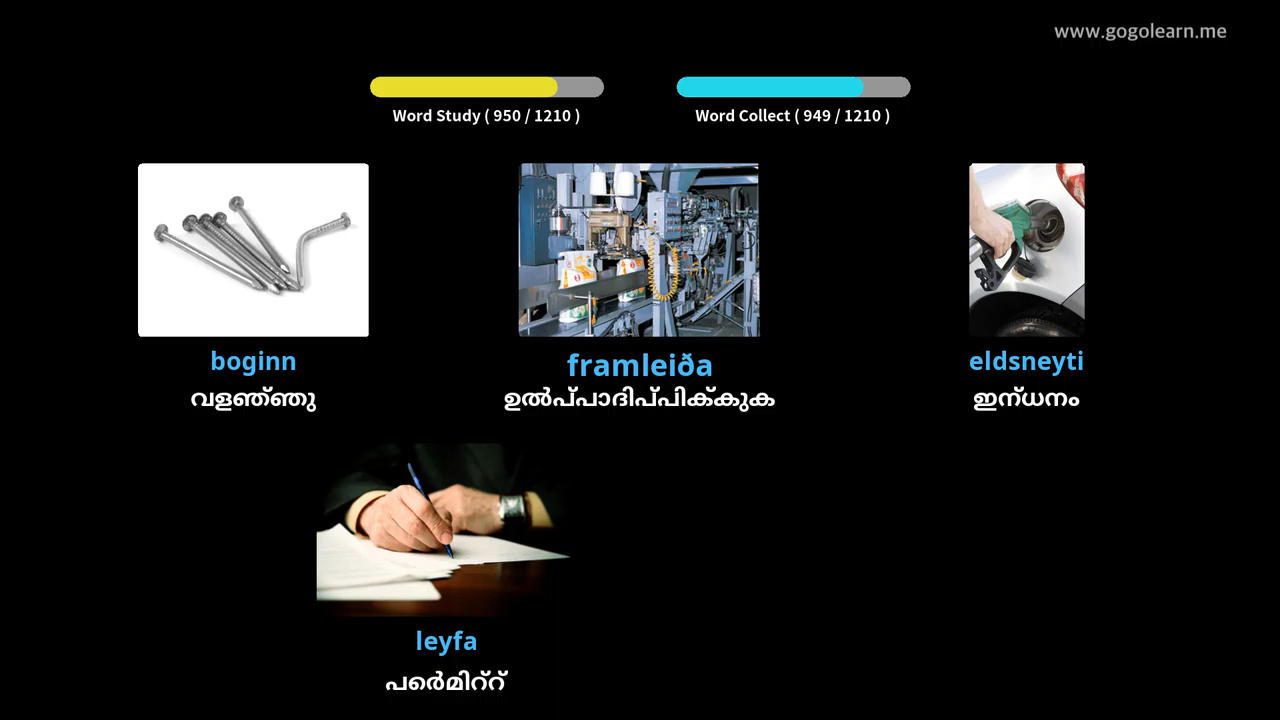 www.gogolearn.me
Word Study ( 950 / 1210 )
Word Collect ( 949 / 1210 )
boginn
framleiða
eldsneyti
വളഞ്ഞു
ഉൽപ്പാദിപ്പിക്കുക
ഇന്ധനം
leyfa
പെർമിറ്റ്